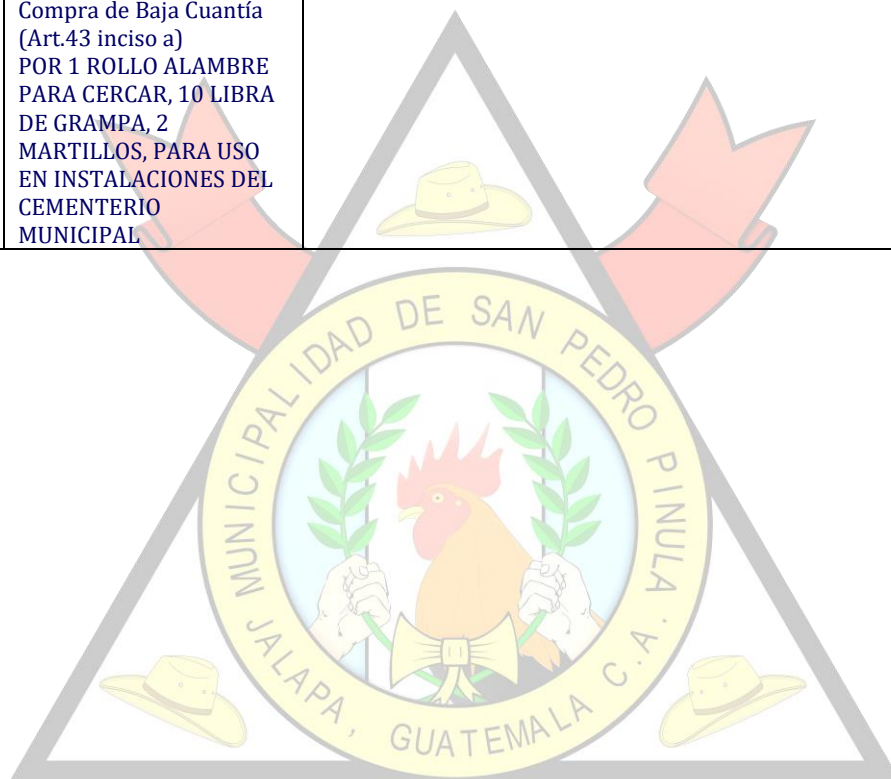 Compra de Baja Cuantía
(Art.43 inciso a)
POR 1 ROLLO ALAMBRE
PARA CERCAR, 10 LIBRA
DE GRAMPA, 2
MARTILLOS, PARA USO
EN INSTALACIONES DEL
CEMENTERIO
MUNICIPAL
MUNICIPALIDAD DE SAN PEDRO PINULA
JALAPA, GUATEMALA C.A.